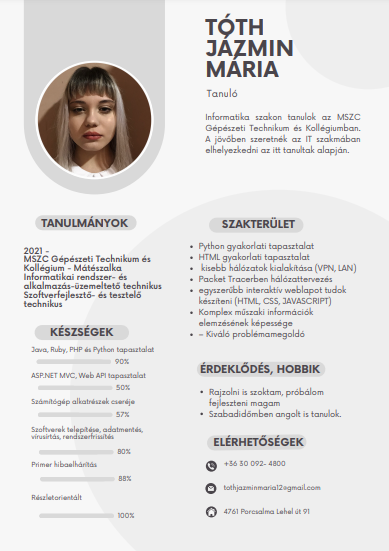 TÓTH
JÁZMIN
MÁRIA
Tanuló
Informatika szakon tanulok az MSZC
Gépészeti Technikum és Kollégiumban.
A jövőben szeretnék az IT szakmában
elhelyezkedni az itt tanultak alapján.
TANULMÁNYOK
2021 -
MSZC Gépészeti Technikum és
Kollégium - Mátészalka
Informatikai rendszer- és
alkalmazás-üzemeltető technikus
Szoftverfejlesztő- és tesztelő
technikus
KÉSZSÉGEK
Java, Ruby, PHP és Python tapasztalat
90%
ASP.NET MVC, Web API tapasztalat
50%
Számítógép alkatrészek cseréje
57%
Szoftverek telepítése, adatmentés,
vírusirtás, rendszerfrissítés
80%
Primer hibaelhárítás
88%
Részletorientált
100%
SZAKTERÜLET
• Python gyakorlati tapasztalat
• HTML gyakorlati tapasztalat
• kisebb hálózatok kialakítása (VPN, LAN)
• Packet Tracerben hálózattervezés
• egyszerűbb interaktív weblapot tudok
készíteni (HTML, CSS, JAVASCRIPT)
• Komplex műszaki információk
elemzésének képessége
• – Kiváló problémamegoldó
ÉRDEKLŐDÉS, HOBBIK
• Rajzolni is szoktam, próbálom
fejleszteni magam
• Szabadidőmben angolt is tanulok.
ELÉRHETŐSÉGEK
+36 30 092- 4800
tothjazminmaria12@gmail.com
4761 Porcsalma Lehel út 91